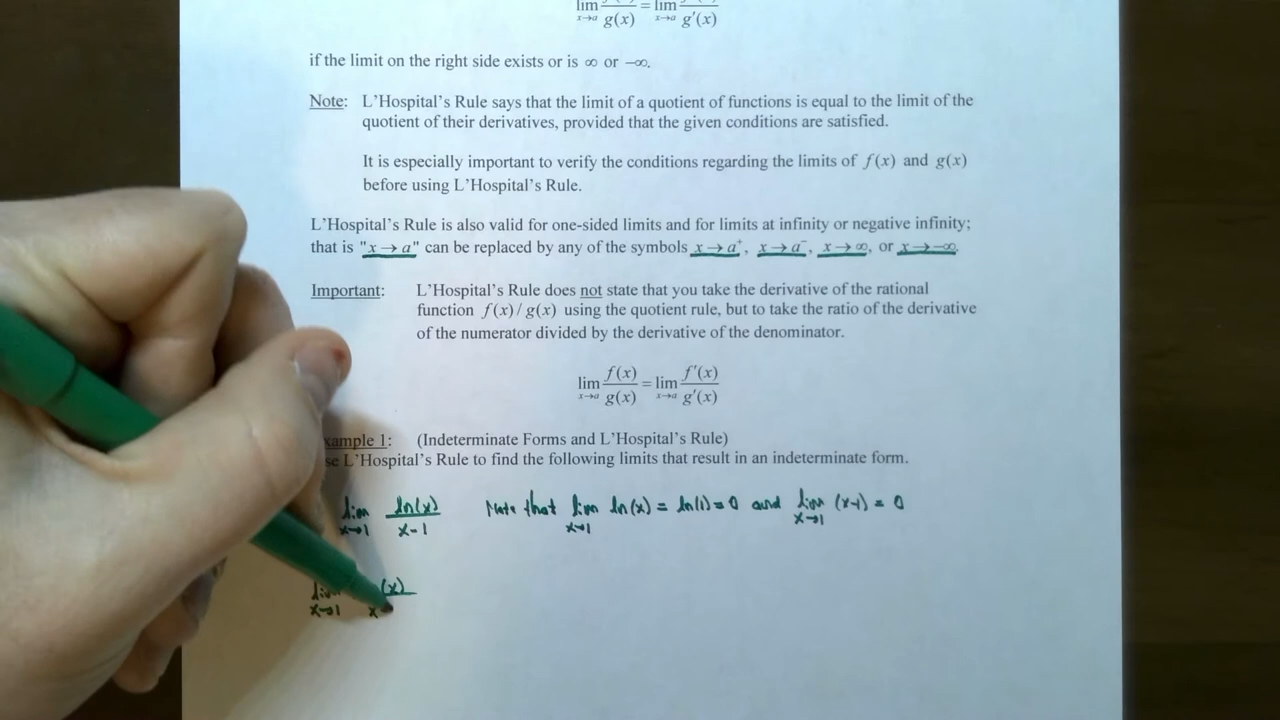 lim x→a g(x) = lim x→a g'(x)
if the limit on the right side exists or is ∞ or −∞.
Note: L'Hospital's Rule says that the limit of a quotient of functions is equal to the limit of the
quotient of their derivatives, provided that the given conditions are satisfied.
It is especially important to verify the conditions regarding the limits of f(x) and g(x)
before using L'Hospital's Rule.
L'Hospital's Rule is also valid for one-sided limits and for limits at infinity or negative infinity;
that is "x→a" can be replaced by any of the symbols x→a⁺, x→a⁻, x→∞, or x→−∞.
Important: L'Hospital's Rule does not state that you take the derivative of the rational
function f(x)/g(x) using the quotient rule, but to take the ratio of the derivative
of the numerator divided by the derivative of the denominator.
lim x→a f(x)/g(x) = lim x→a f'(x)/g'(x)
xample 1: (Indeterminate Forms and L'Hospital's Rule)
se L'Hospital's Rule to find the following limits that result in an indeterminate form.
lim x→1 ln(x)/x-1 Note that lim x→1 ln(x) = ln(1) = 0 and lim x→1 (x-1) = 0
lim x→1 (x)/x